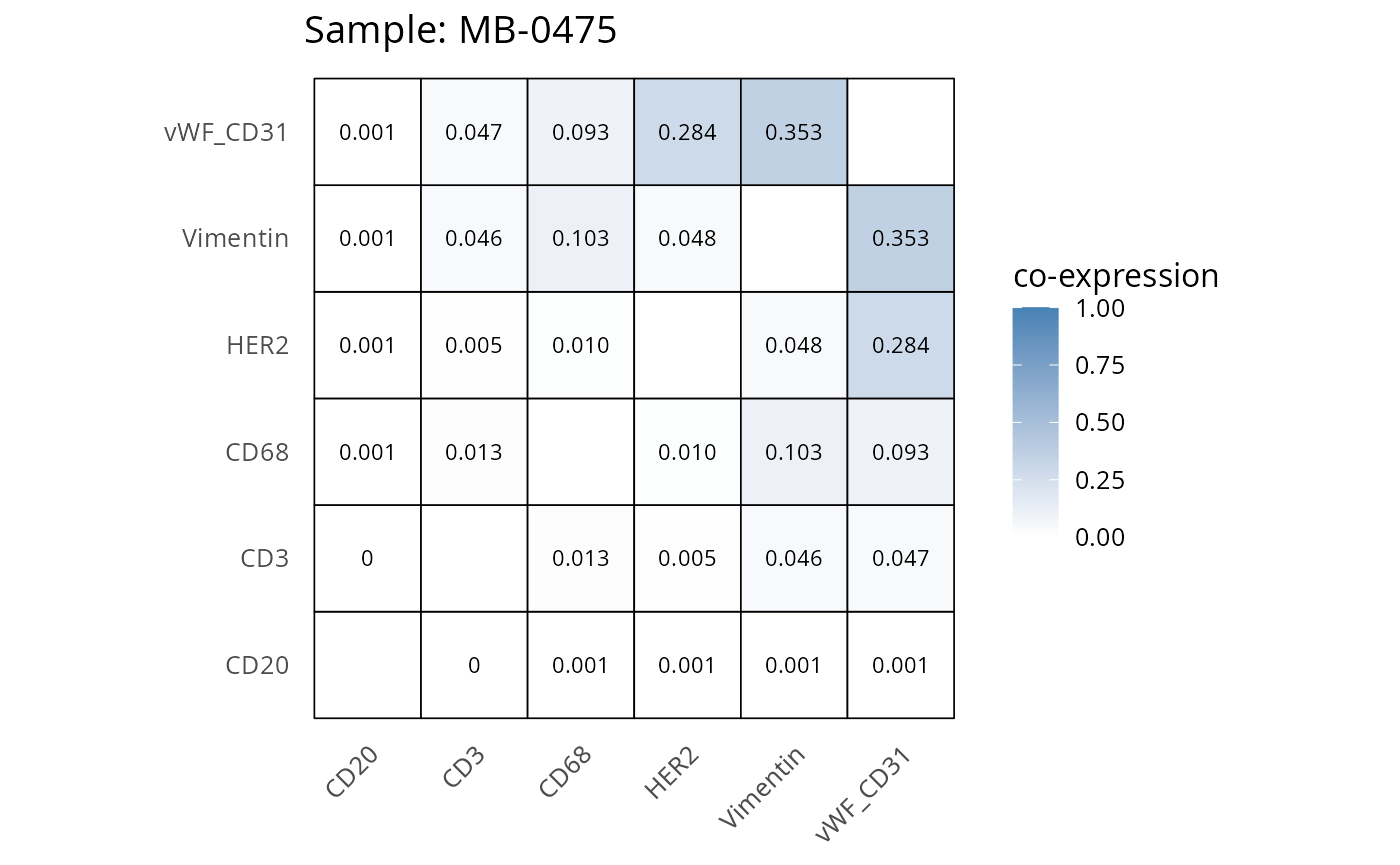 Sample: MB-0475
vWF_CD31 0.001 0.047 0.093 0.284 0.353
Vimentin 0.001 0.046 0.103 0.048 0.353
HER2 0.001 0.005 0.010 0.048 0.284
CD68 0.001 0.013 0.010 0.103 0.093
CD3 0 0.013 0.005 0.046 0.047
CD20 0 0.001 0.001 0.001 0.001
CD20 CD3 CD68 HER2 Vimentin vWF_CD31
co-expression
1.00
0.75
0.50
0.25
0.00